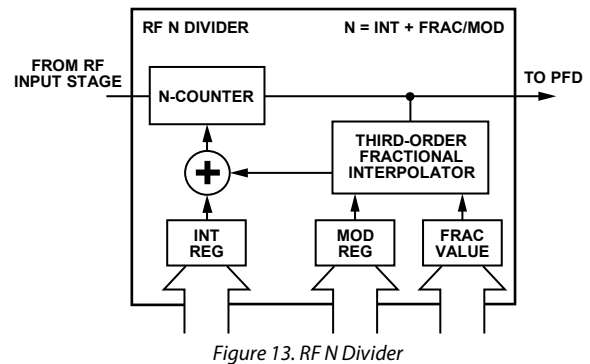 RF N DIVIDER
N = INT + FRAC/MOD
FROM RF
INPUT STAGE
TO PFD
N-COUNTER
THIRD-ORDER
FRACTIONAL
INTERPOLATOR
+
INT
REG
MOD
REG
FRAC
VALUE
Figure 13. RF N Divider